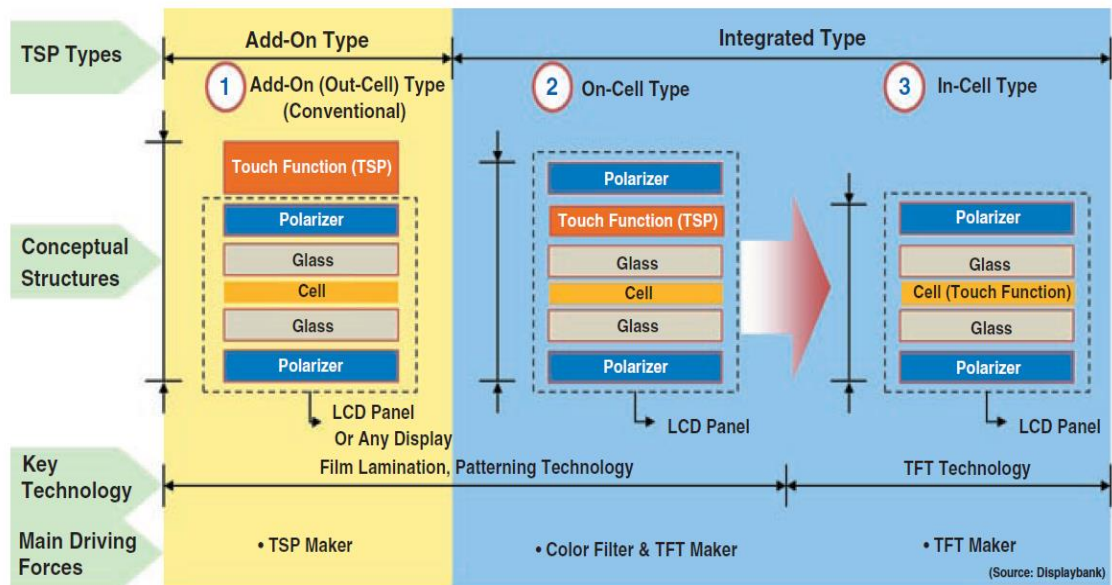 TSP Types
Add-On Type
Integrated Type
1
Add-On (Out-Cell) Type
(Conventional)
2
On-Cell Type
3
In-Cell Type
Conceptual
Structures
Touch Function (TSP)
Polarizer
Glass
Cell
Glass
Polarizer
LCD Panel
Or Any Display
Polarizer
Touch Function (TSP)
Glass
Cell
Glass
Polarizer
LCD Panel
Polarizer
Glass
Cell (Touch Function)
Glass
Polarizer
LCD Panel
Key
Technology
Film Lamination, Patterning Technology
TFT Technology
Main Driving
Forces
• TSP Maker
• Color Filter & TFT Maker
• TFT Maker
(Source: Displaybank)